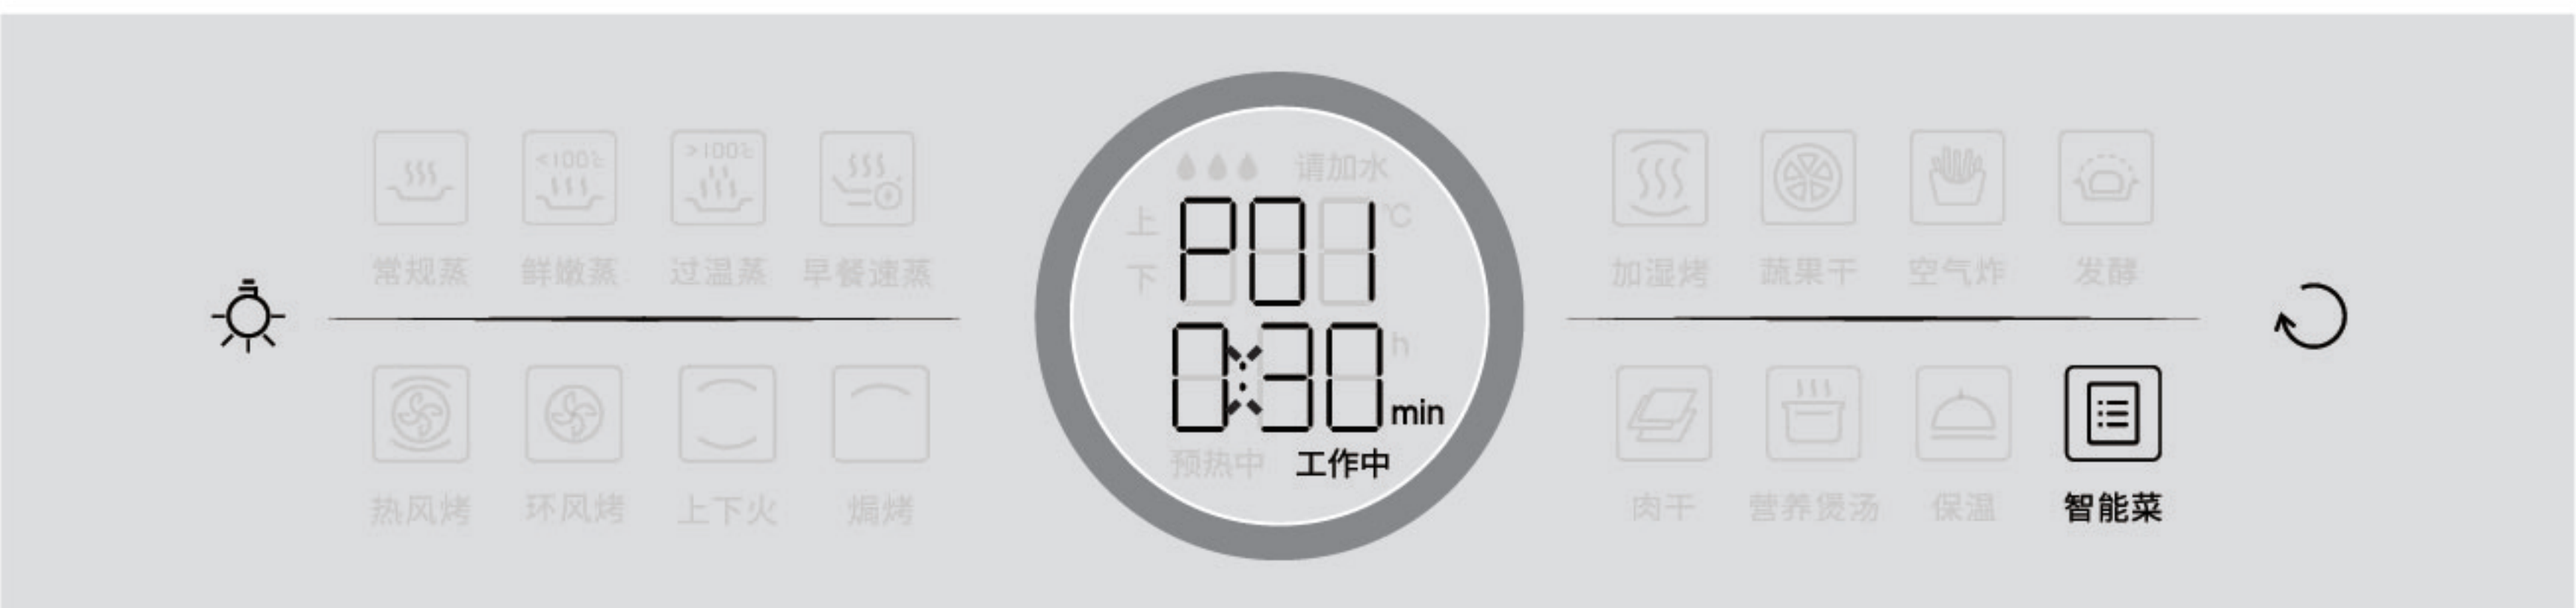 <100℃ >100℃
常规蒸 鲜嫩蒸 过温蒸 早餐速蒸
热风烤 环风烤 上下火 焗烤
请加水
上 P01 ℃
下
0:30 h
min
预热中 工作中
加湿烤 蔬果干 空气炸 发酵
肉干 营养煲汤 保温 智能菜